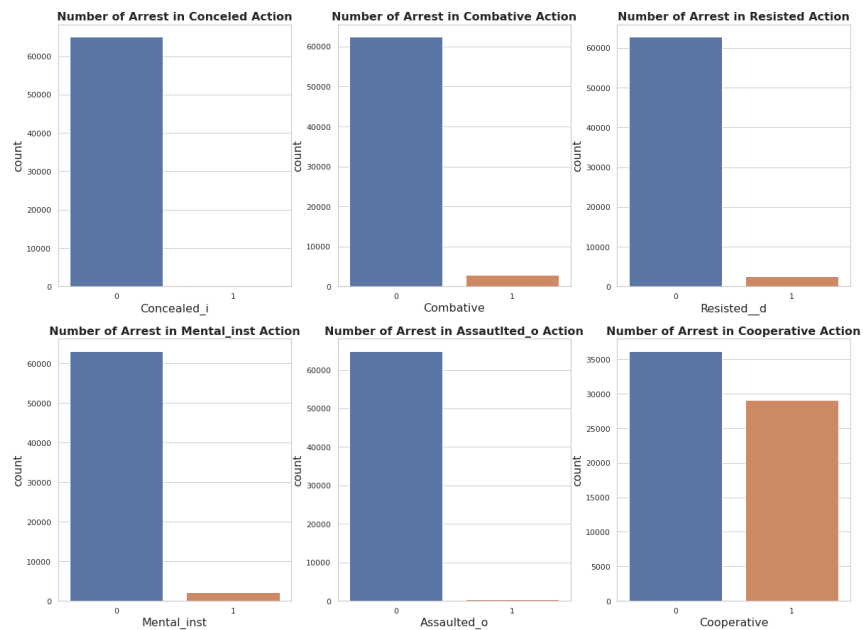 Number of Arrest in Conceled Action
count
60000
50000
40000
30000
20000
10000
0
0 1
Concealed_i
Number of Arrest in Combative Action
count
60000
50000
40000
30000
20000
10000
0
0 1
Combative
Number of Arrest in Resisted Action
count
60000
50000
40000
30000
20000
10000
0
0 1
Resisted__d
Number of Arrest in Mental_inst Action
count
60000
50000
40000
30000
20000
10000
0
0 1
Mental_inst
Number of Arrest in Assautlted_o Action
count
60000
50000
40000
30000
20000
10000
0
0 1
Assaulted_o
Number of Arrest in Cooperative Action
count
35000
30000
25000
20000
15000
10000
5000
0
0 1
Cooperative